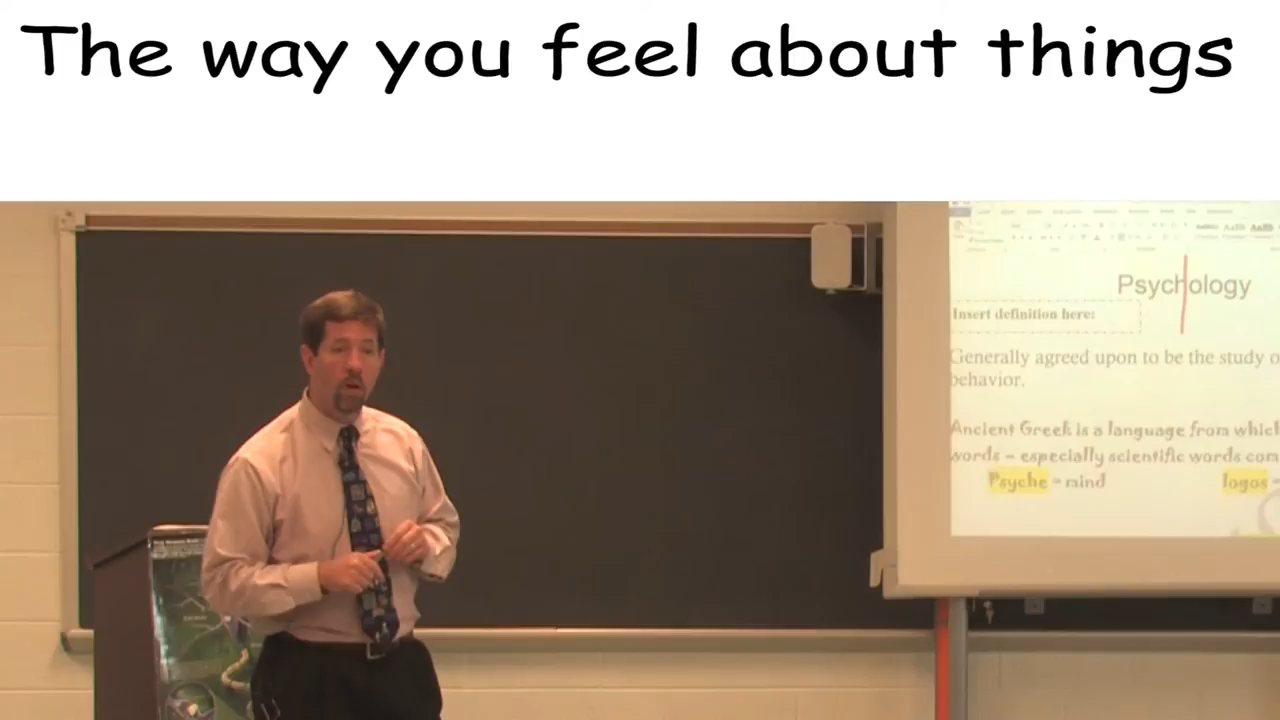 The way you feel about things
Psychology
Insert definition here:
Generally agreed upon to be the study o
behavior.
Ancient Greek is a language from which
words – especially scientific words com
Psyche = mind logos =